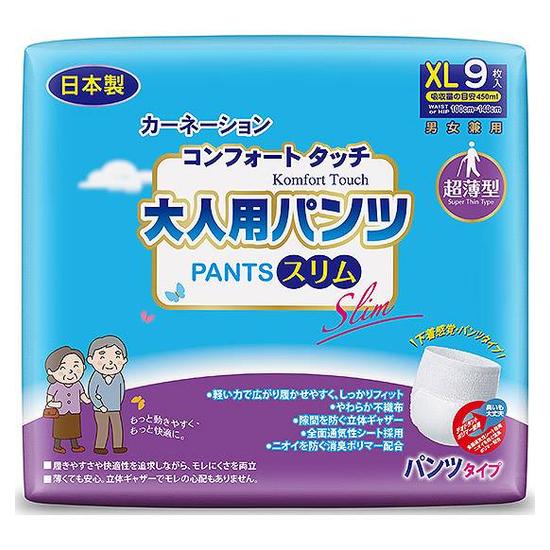 日本製
XL 9枚入
吸収量の目安450ml
WAIST or HIP 100cm~140cm
男女兼用
カーネーション
コンフォート タッチ
Komfort Touch
大人用パンツ
PANTS スリム
Slim
超薄型
Super Thin Type
下着感覚・パンツタイプ
もっと動きやすく、
もっと快適に。
・軽い力で広がり履かせやすく、しっかりフィット
・やわらか不織布
・隙間を防ぐ立体ギャザー
・全面通気性シート採用
・ニオイを防ぐ消臭ポリマー配合
臭いも
大丈夫
パンツタイプ
■履きやすさや快適性を追求しながら、モレにくさを両立
■薄くても安心。立体ギャザーでモレの心配もありません。